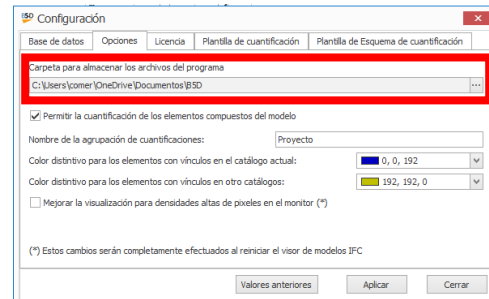 BSD Configuración
Base de datos Opciones Licencia Plantilla de cuantificación Plantilla de Esquema de cuantificación
Carpeta para almacenar los archivos del programa
C:\Users\comer\OneDrive\Documentos\BSD ...
Permitir la cuantificación de los elementos compuestos del modelo
Nombre de la agrupación de cuantificaciones: Proyecto
Color distintivo para los elementos con vínculos en el catálogo actual: 0, 0, 192
Color distintivo para los elementos con vínculos en otro catálogos: 192, 192, 0
Mejorar la visualización para densidades altas de pixeles en el monitor (*)
(*) Estos cambios serán completamente efectuados al reiniciar el visor de modelos IFC
Valores anteriores Aplicar Cerrar